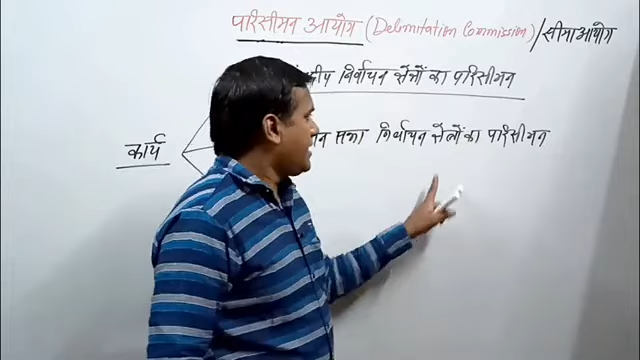 परिसीमन आयोग (Delimitation Commission) / सीमा आयोग
निर्वाचन क्षेत्रों का परिसीमन
कार्य
सभा निर्वाचन क्षेत्रों का परिसीमन